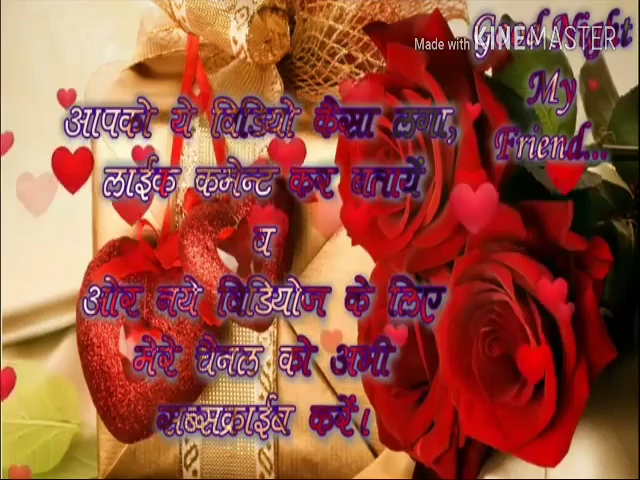 Good Night
Made with KINEMASTER
My
Friend...
आपको ये विडियो कैसा लगा,
लाईक कमेन्ट कर बतायें
व
ओर नये विडियोज के लिए
मेरे चैनल को अभी
सब्सक्राईब करें।